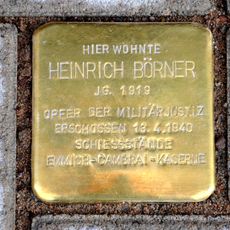 HIER WOHNTE
HEINRICH BÖRNER
JG. 1919
OPFER DER MILITÄRJUSTIZ
ERSCHOSSEN 13.4.1940
SCHIESSSTÄNDE
EMMICH-CAMBRAI-KASERNE